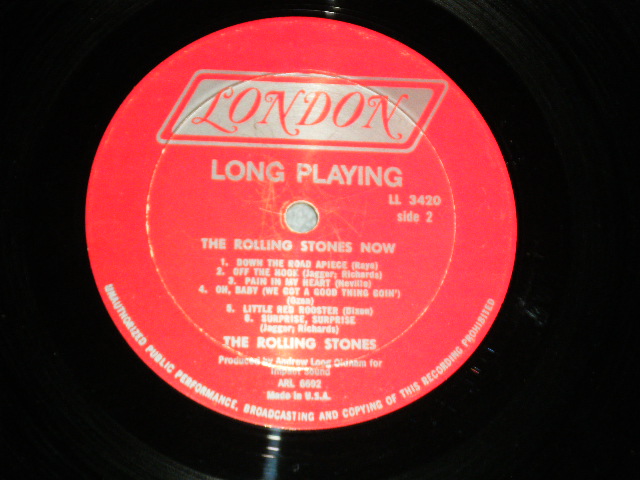 LONDON
LONG PLAYING
LL 3420
side 2
THE ROLLING STONES NOW
1. DOWN THE ROAD APIECE (Raye)
2. OFF THE HOOK (Jagger; Richards)
3. PAIN IN MY HEART (Neville)
4. OH, BABY (WE GOT A GOOD THING GOIN')
(Ozen)
5. LITTLE RED ROOSTER (Dixon)
6. SURPRISE, SURPRISE
(Jagger; Richards)
THE ROLLING STONES
Produced by Andrew Loog Oldham for
Impact Sound
ARL 6692
Made in U.S.A.
UNAUTHORIZED PUBLIC PERFORMANCE, BROADCASTING AND COPYING OF THIS RECORDING PROHIBITED